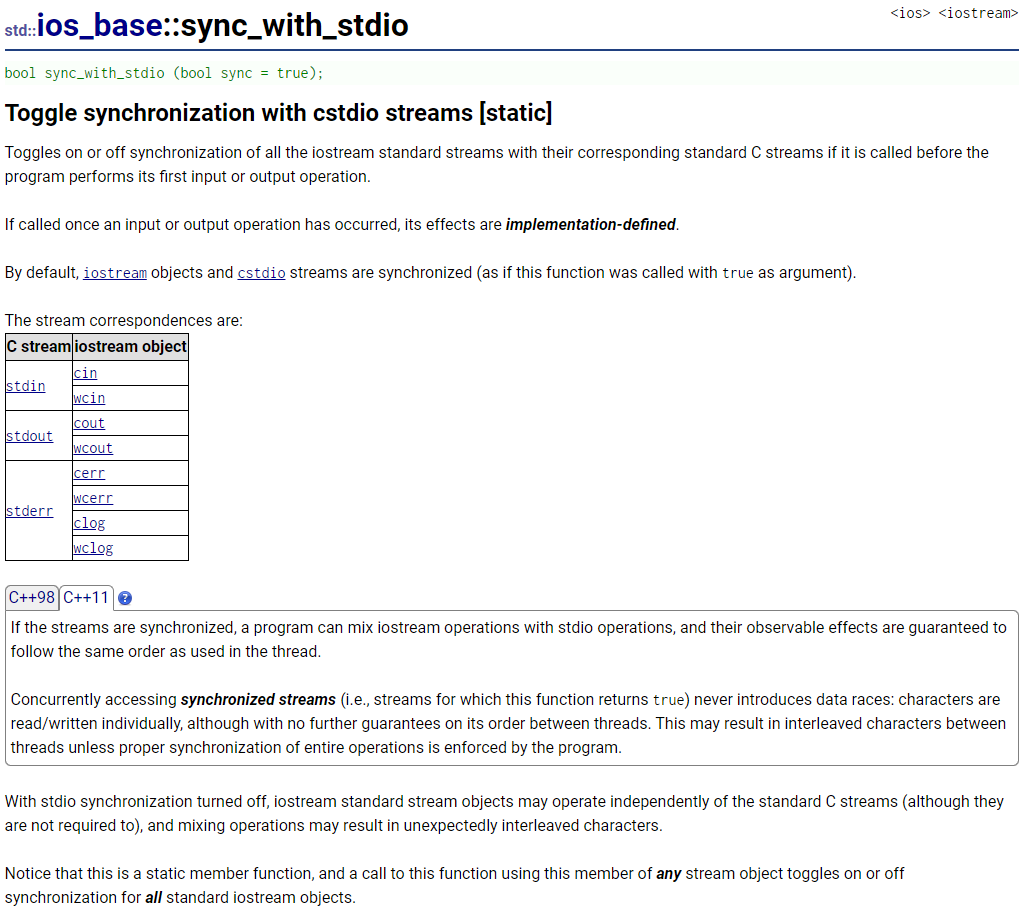 std::ios_base::sync_with_stdio
<ios> <iostream>
bool sync_with_stdio (bool sync = true);
Toggle synchronization with cstdio streams [static]
Toggles on or off synchronization of all the iostream standard streams with their corresponding standard C streams if it is called before the
program performs its first input or output operation.
If called once an input or output operation has occurred, its effects are implementation-defined.
By default, iostream objects and cstdio streams are synchronized (as if this function was called with true as argument).
The stream correspondences are:
C stream iostream object
stdin
cin
wcin
stdout
cout
wcout
stderr
cerr
wcerr
clog
wclog
C++98 C++11 ?
If the streams are synchronized, a program can mix iostream operations with stdio operations, and their observable effects are guaranteed to
follow the same order as used in the thread.
Concurrently accessing synchronized streams (i.e., streams for which this function returns true) never introduces data races: characters are
read/written individually, although with no further guarantees on its order between threads. This may result in interleaved characters between
threads unless proper synchronization of entire operations is enforced by the program.
With stdio synchronization turned off, iostream standard stream objects may operate independently of the standard C streams (although they
are not required to), and mixing operations may result in unexpectedly interleaved characters.
Notice that this is a static member function, and a call to this function using this member of any stream object toggles on or off
synchronization for all standard iostream objects.